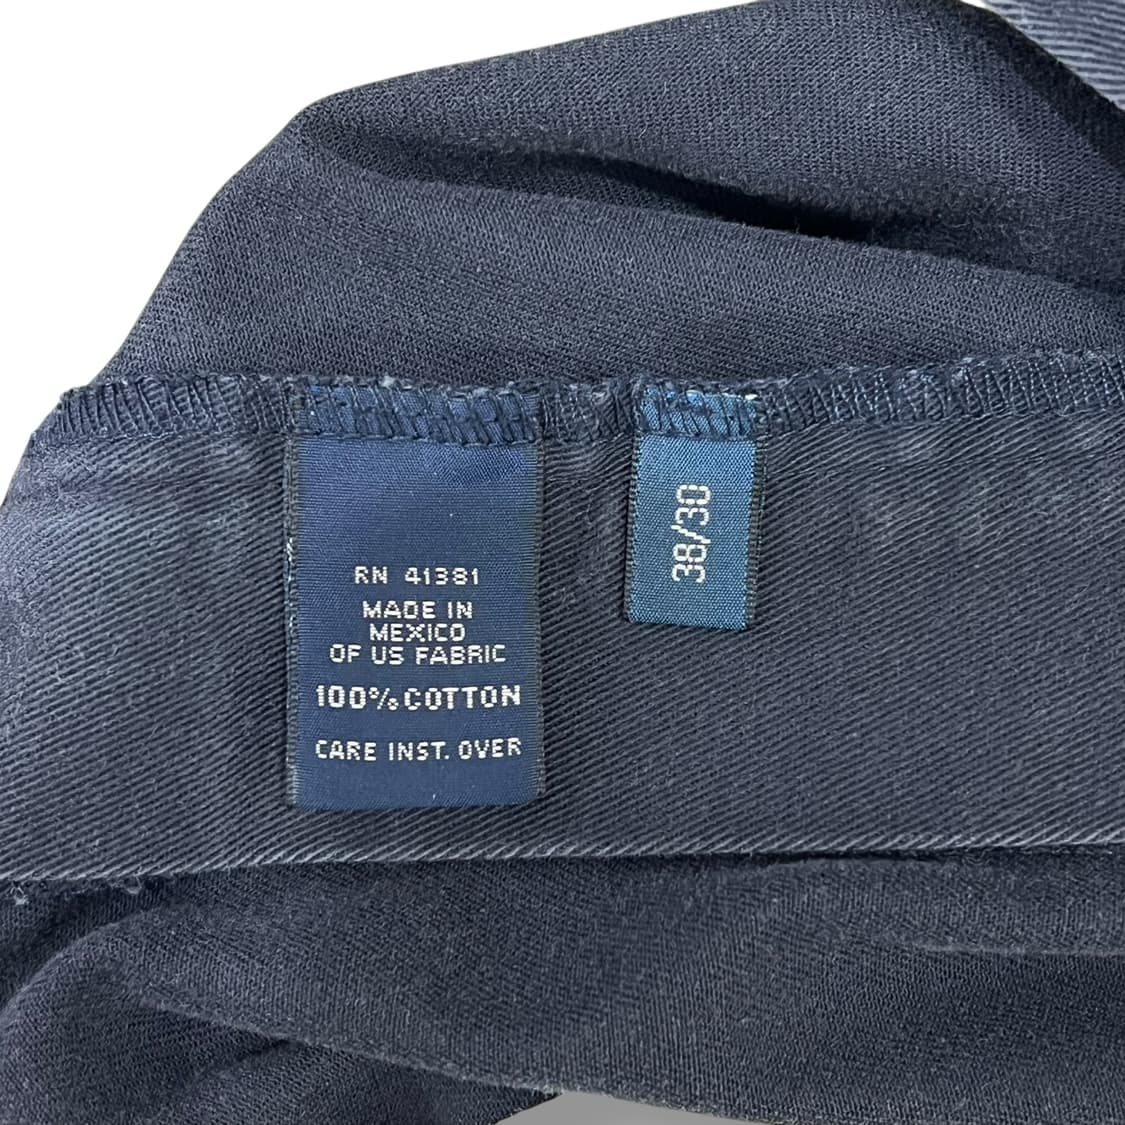 RN 41381
MADE IN
MEXICO
OF US FABRIC
100% COTTON
CARE INST. OVER
38/30